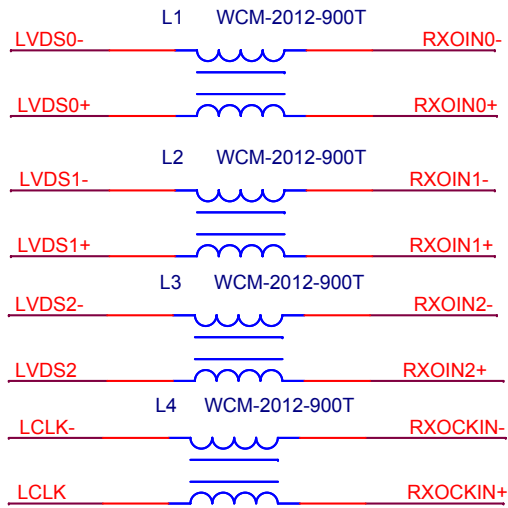 L1 WCM-2012-900T
LVDS0- RXOIN0-
LVDS0+ RXOIN0+
L2 WCM-2012-900T
LVDS1- RXOIN1-
LVDS1+ RXOIN1+
L3 WCM-2012-900T
LVDS2- RXOIN2-
LVDS2 RXOIN2+
L4 WCM-2012-900T
LCLK- RXOCKIN-
LCLK RXOCKIN+